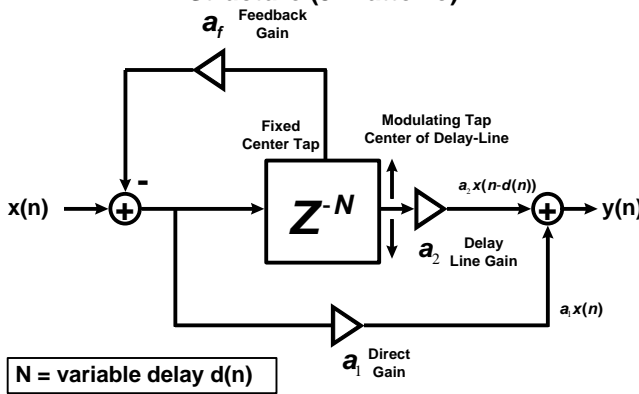 a_f Feedback
Gain
Fixed
Center Tap
Modulating Tap
Center of Delay-Line
-
x(n)
+
Z^-N
a_2 x(n-d(n))
+
y(n)
a_2 Delay
Line Gain
a_1 x(n)
a_1 Direct
Gain
N = variable delay d(n)